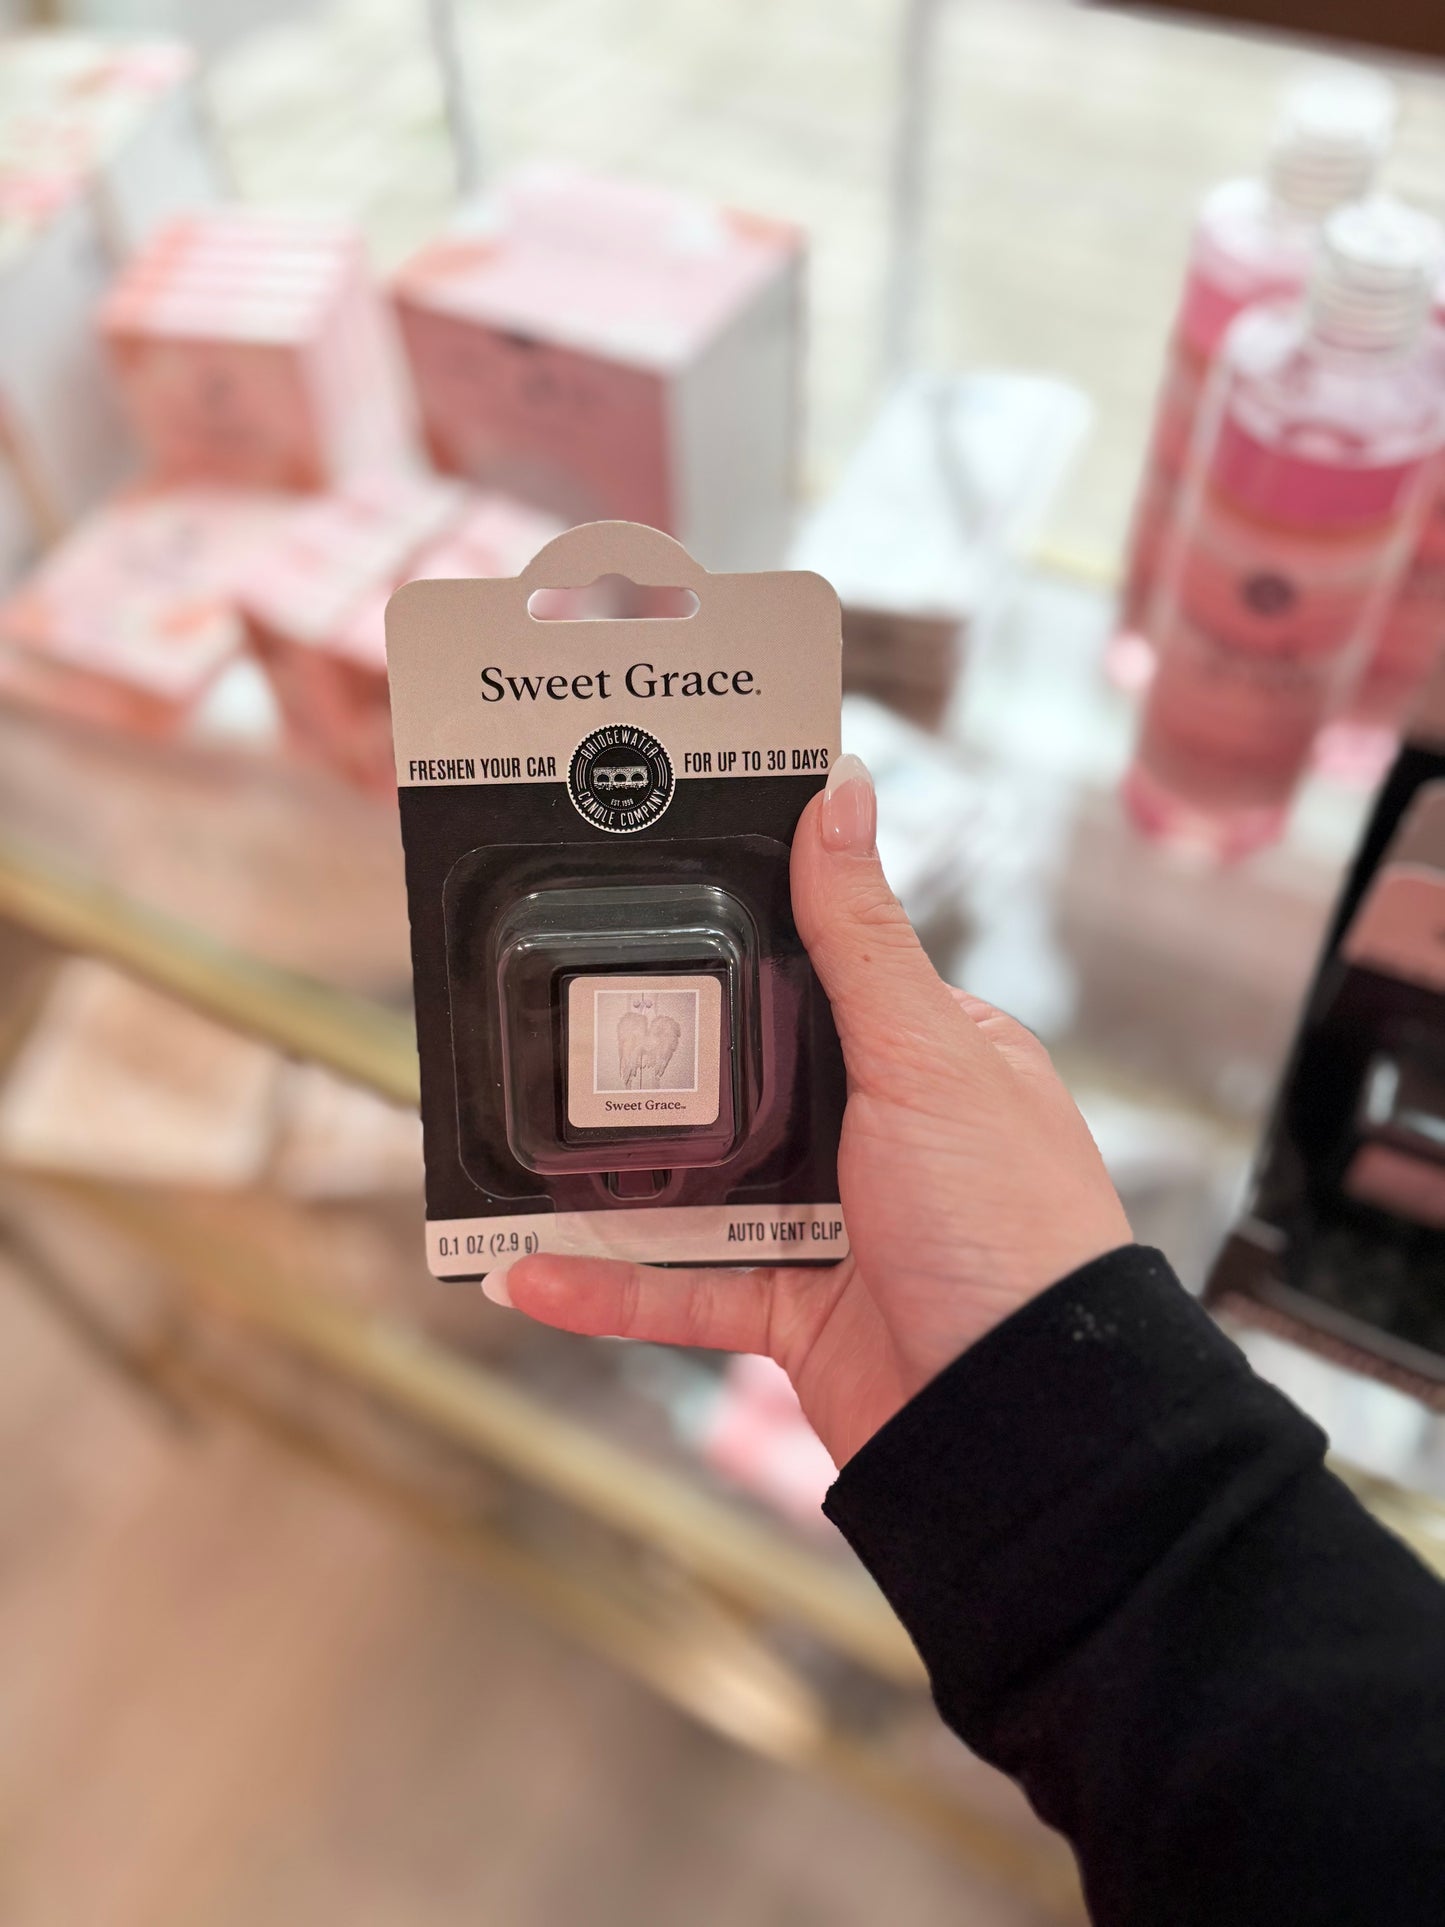 Sweet Grace®
FRESHEN YOUR CAR
BRIDGEWATER
EST. 1998
CANDLE COMPANY
FOR UP TO 30 DAYS
Sweet Grace™
0.1 OZ (2.9 g)
AUTO VENT CLIP